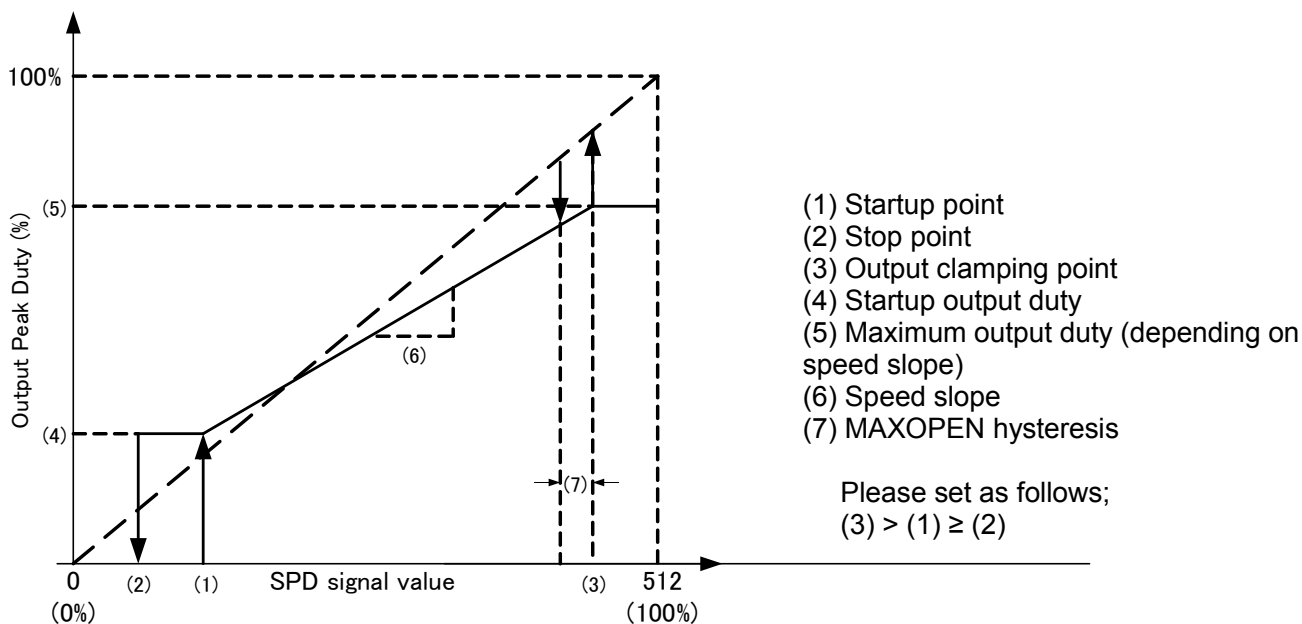 100%
(5)
Output Peak Duty (%)
(6)
(4)
(7)
0
(2)
(1)
SPD signal value
(3)
512
(0%)
(100%)
(1) Startup point
(2) Stop point
(3) Output clamping point
(4) Startup output duty
(5) Maximum output duty (depending on
speed slope)
(6) Speed slope
(7) MAXOPEN hysteresis
Please set as follows;
(3) > (1) ≥ (2)